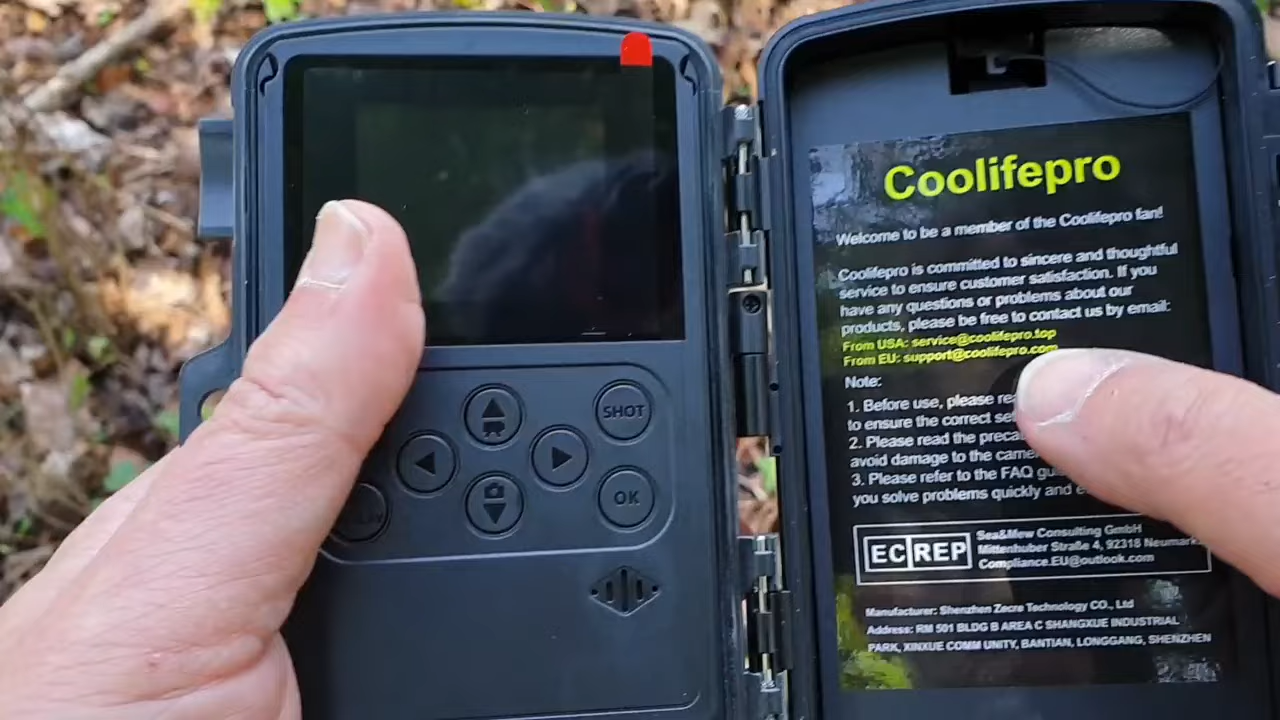 SHOT
OK
Coolifepro
Welcome to be a member of the Coolifepro fan!
Coolifepro is committed to sincere and thoughtful
service to ensure customer satisfaction. If you
have any questions or problems about our
products, please be free to contact us by email:
From USA: service@coolifepro.top
From EU: support@coolifepro.com
Note:
1. Before use, please
to ensure the correct
2. Please read the
avoid damage to the
3. Please refer to the FAQ
you solve problems quickly and
EC REP
Sea&Mew Consulting GmbH
Mittenhuber Straße 4, 92318 Neumarkt
Compliance.EU@outlook.com
Manufacturer: Shenzhen Zecre Technology CO., Ltd
Address: RM 501 BLDG B AREA C SHANGXUE INDUSTRIAL
PARK, XINXUE COMM UNITY, BANTIAN, LONGGANG, SHENZHEN